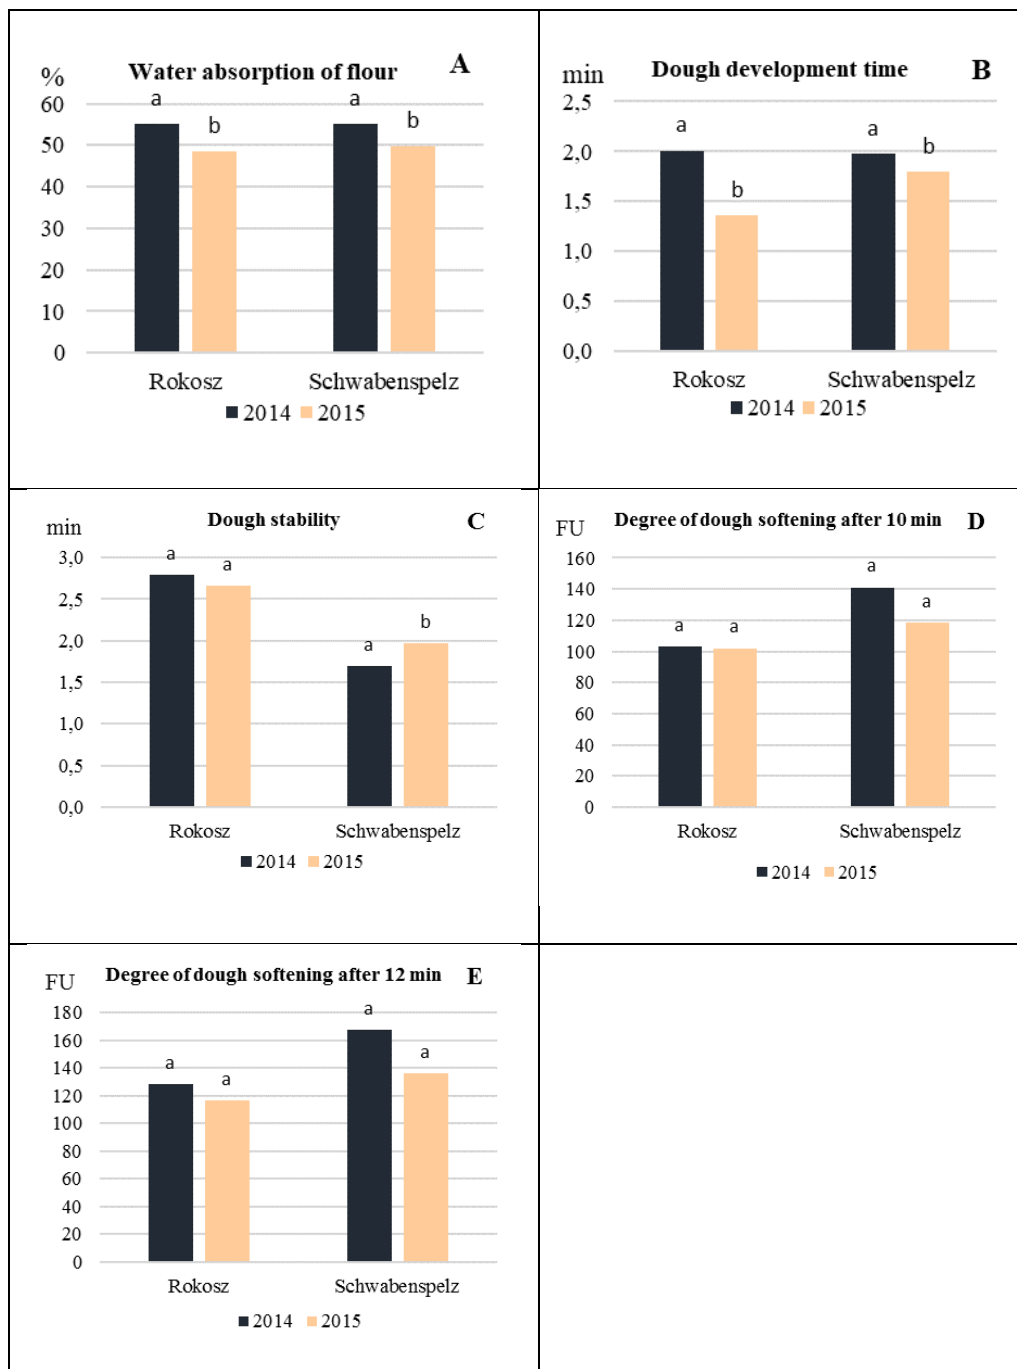 % Water absorption of flour A
60
50
40
30
20
10
0
a b a b
Rokosz Schwabenspelz
2014 2015
min Dough development time B
2,5
2,0
1,5
1,0
0,5
0,0
a b a b
Rokosz Schwabenspelz
2014 2015
min Dough stability C
3,0
2,5
2,0
1,5
1,0
0,5
0,0
a a a b
Rokosz Schwabenspelz
2014 2015
FU Degree of dough softening after 10 min D
160
140
120
100
80
60
40
20
0
a a a a
Rokosz Schwabenspelz
2014 2015
FU Degree of dough softening after 12 min E
180
160
140
120
100
80
60
40
20
0
a a a a
Rokosz Schwabenspelz
2014 2015